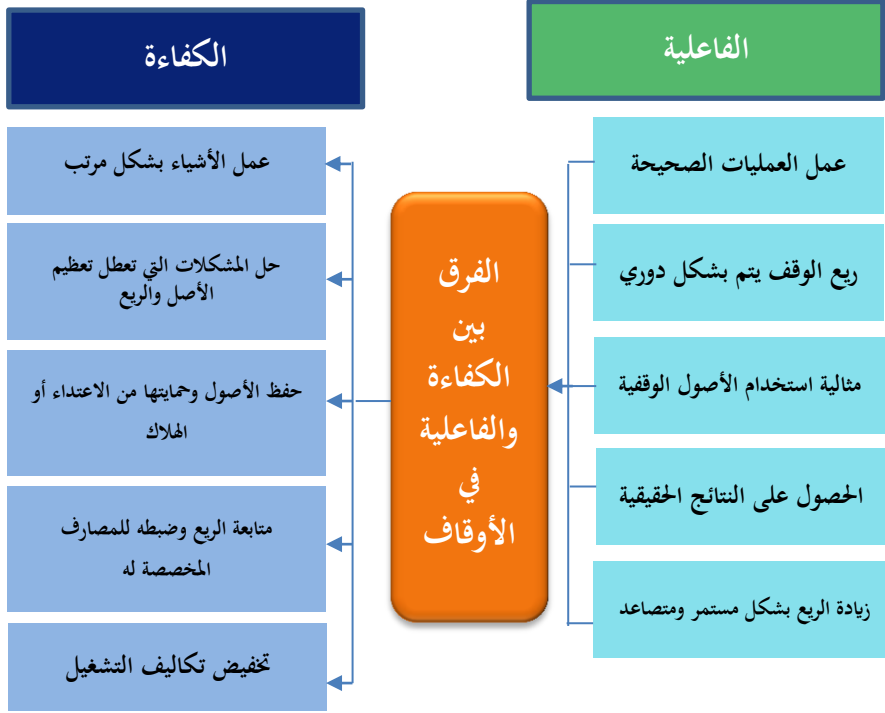 الفاعلية
عمل العمليات الصحيحة
ريع الوقف يتم بشكل دوري
مثالية استخدام الأصول الوقفية
الحصول على النتائج الحقيقية
زيادة الريع بشكل مستمر ومتصاعد
الفرق
بين
الكفاءة
والفاعلية
في
الأوقاف
الكفاءة
عمل الأشياء بشكل مرتب
حل المشكلات التي تعطل تعظيم
الأصل والريع
حفظ الأصول وحمايتها من الاعتداء أو
الهلاك
متابعة الريع وضبطه للمصارف
المخصصة له
تخفيض تكاليف التشغيل